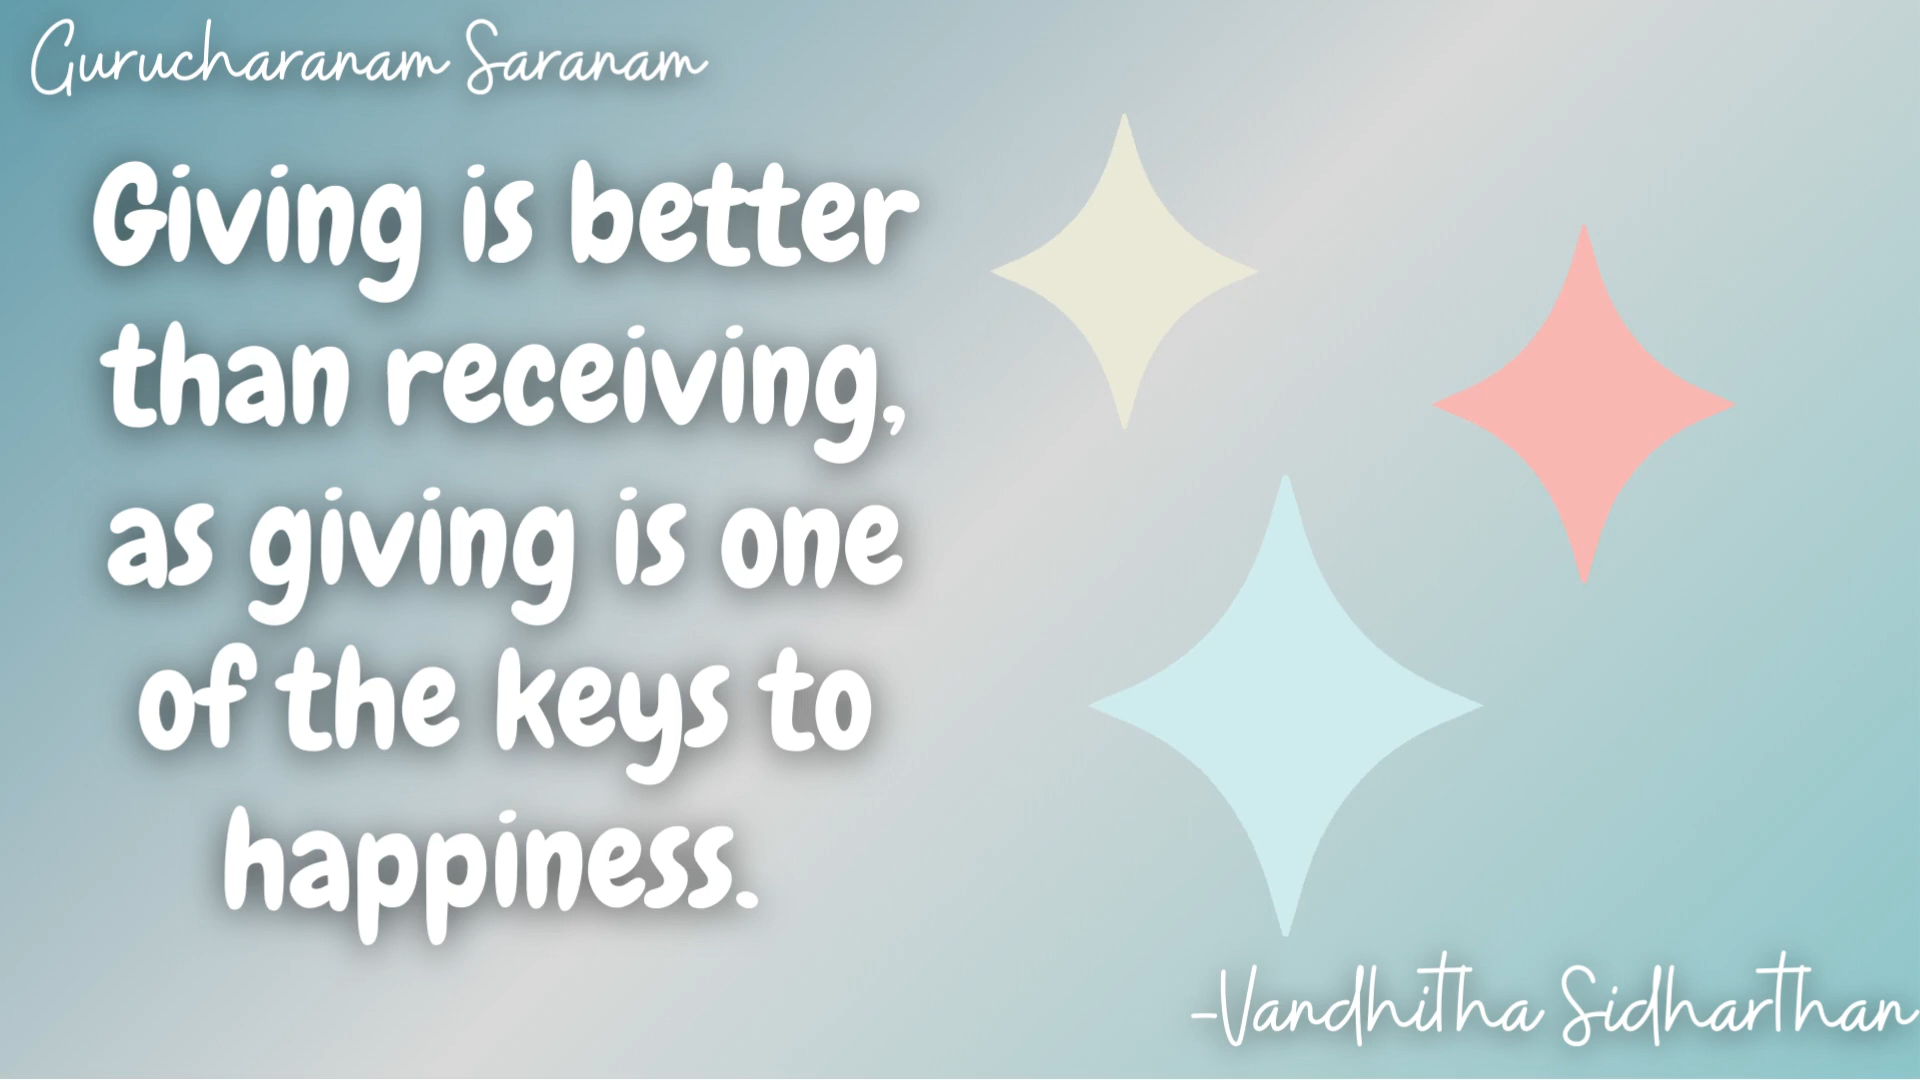 Gurucharanam Saranam
Giving is better
than receiving,
as giving is one
of the keys to
happiness.
-Vandhitha Sidharthan